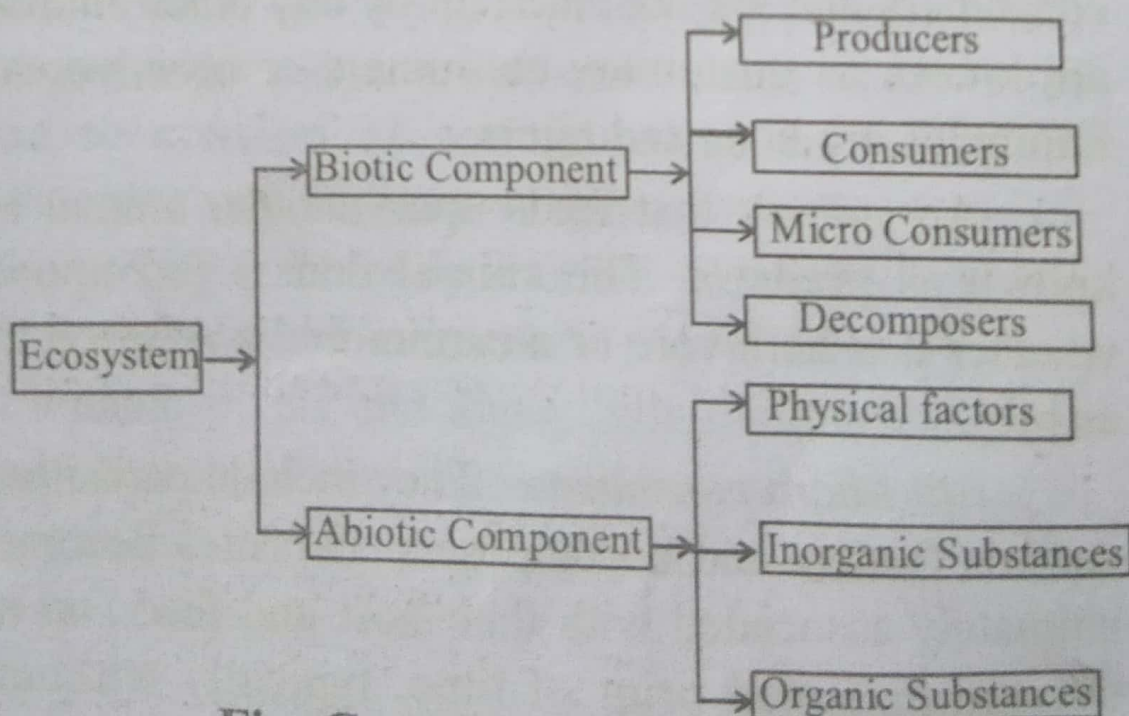 Ecosystem
Biotic Component
Producers
Consumers
Micro Consumers
Decomposers
Abiotic Component
Physical factors
Inorganic Substances
Organic Substances